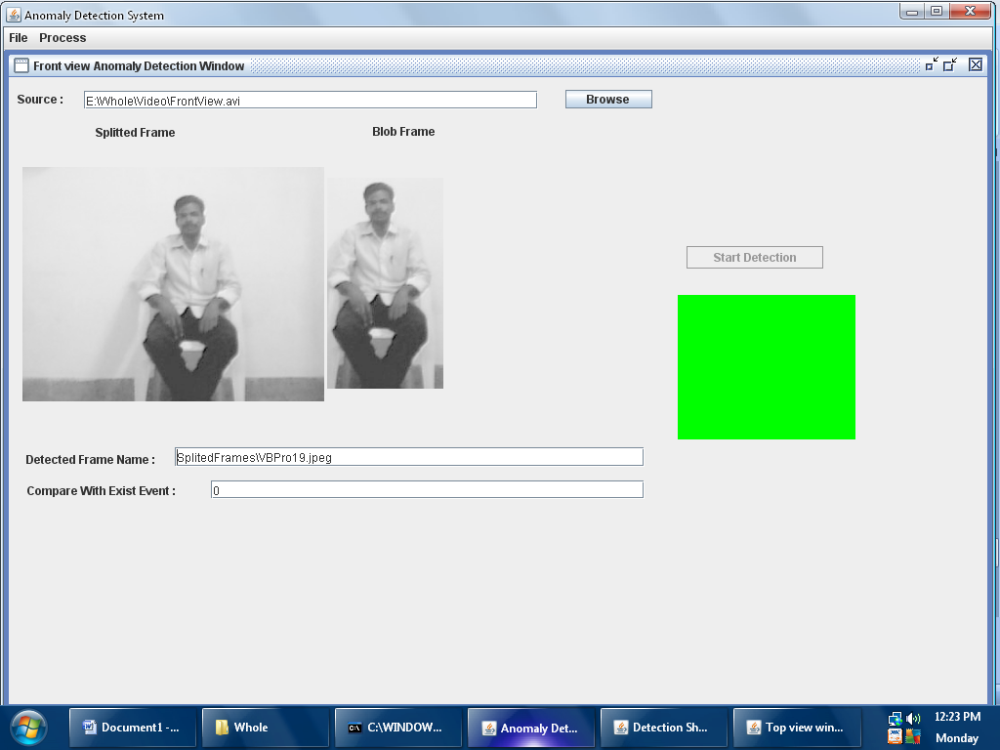 Anomaly Detection System
File Process
Front view Anomaly Detection Window
Source : E:\Whole\Video\FrontView.avi Browse
Splitted Frame Blob Frame
Start Detection
Detected Frame Name : SplitedFrames\VBPro19.jpeg
Compare With Exist Event : 0
Document1 -... Whole C:\WINDOW... Anomaly Det... Detection Sh... Top view win... 12:23 PM
Monday